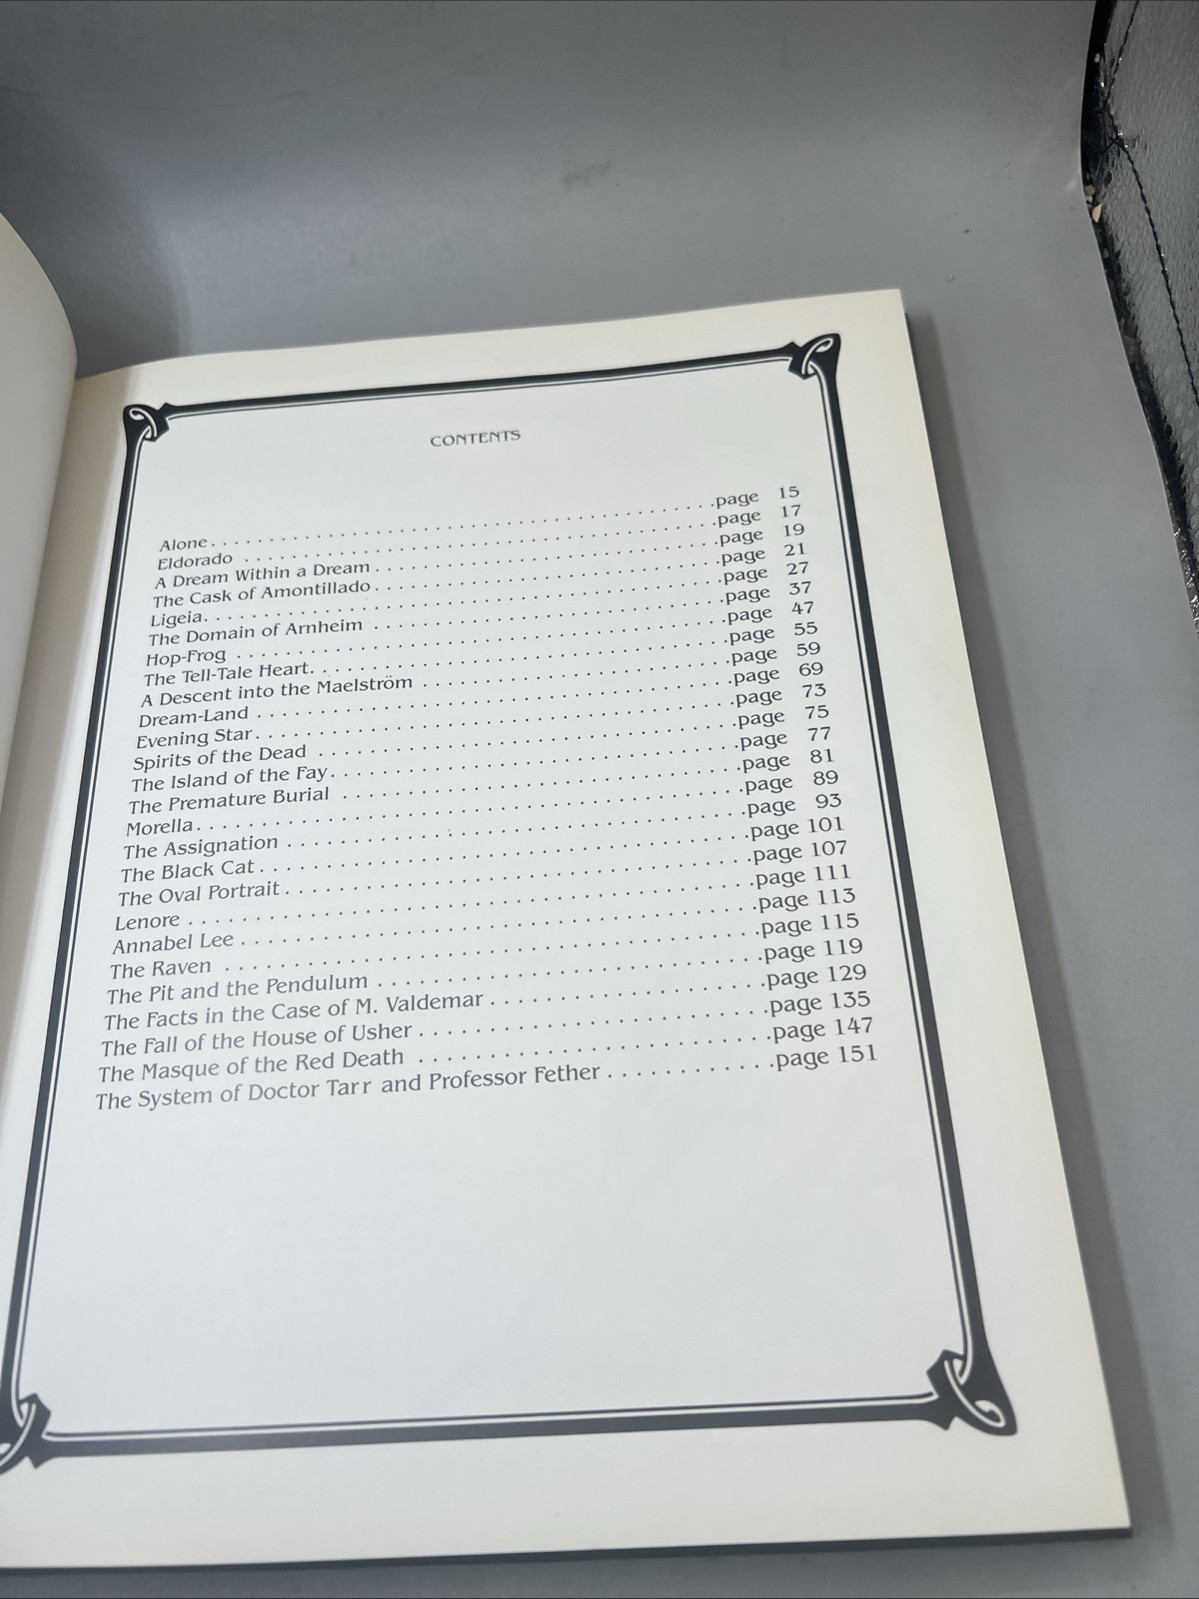 CONTENTS
Alone. . . . . . . . . . . . . . . . . . . . . . . . . . . . . . . . . . . . . . . .page 15
Eldorado . . . . . . . . . . . . . . . . . . . . . . . . . . . . . . . . . . . . . .page 17
A Dream Within a Dream . . . . . . . . . . . . . . . . . . . . . . . . . . . .page 19
The Cask of Amontillado . . . . . . . . . . . . . . . . . . . . . . . . . . . .page 21
Ligeia. . . . . . . . . . . . . . . . . . . . . . . . . . . . . . . . . . . . . . . .page 27
The Domain of Arnheim . . . . . . . . . . . . . . . . . . . . . . . . . . . .page 37
Hop-Frog . . . . . . . . . . . . . . . . . . . . . . . . . . . . . . . . . . . . .page 47
The Tell-Tale Heart. . . . . . . . . . . . . . . . . . . . . . . . . . . . . . .page 55
A Descent into the Maelström . . . . . . . . . . . . . . . . . . . . . . . .page 59
Dream-Land . . . . . . . . . . . . . . . . . . . . . . . . . . . . . . . . . . .page 69
Evening Star. . . . . . . . . . . . . . . . . . . . . . . . . . . . . . . . . . .page 73
Spirits of the Dead . . . . . . . . . . . . . . . . . . . . . . . . . . . . . . .page 75
The Island of the Fay. . . . . . . . . . . . . . . . . . . . . . . . . . . . . .page 77
The Premature Burial . . . . . . . . . . . . . . . . . . . . . . . . . . . . .page 81
Morella. . . . . . . . . . . . . . . . . . . . . . . . . . . . . . . . . . . . . . .page 89
The Assignation . . . . . . . . . . . . . . . . . . . . . . . . . . . . . . . . .page 93
The Black Cat . . . . . . . . . . . . . . . . . . . . . . . . . . . . . . . . . .page 101
The Oval Portrait . . . . . . . . . . . . . . . . . . . . . . . . . . . . . . . .page 107
Lenore . . . . . . . . . . . . . . . . . . . . . . . . . . . . . . . . . . . . . . .page 111
Annabel Lee . . . . . . . . . . . . . . . . . . . . . . . . . . . . . . . . . . .page 113
The Raven . . . . . . . . . . . . . . . . . . . . . . . . . . . . . . . . . . . .page 115
The Pit and the Pendulum . . . . . . . . . . . . . . . . . . . . . . . . . .page 119
The Facts in the Case of M. Valdemar . . . . . . . . . . . . . . . . . . .page 129
The Fall of the House of Usher . . . . . . . . . . . . . . . . . . . . . . .page 135
The Masque of the Red Death . . . . . . . . . . . . . . . . . . . . . . .page 147
The System of Doctor Tarr and Professor Fether . . . . . . . . . . . .page 151